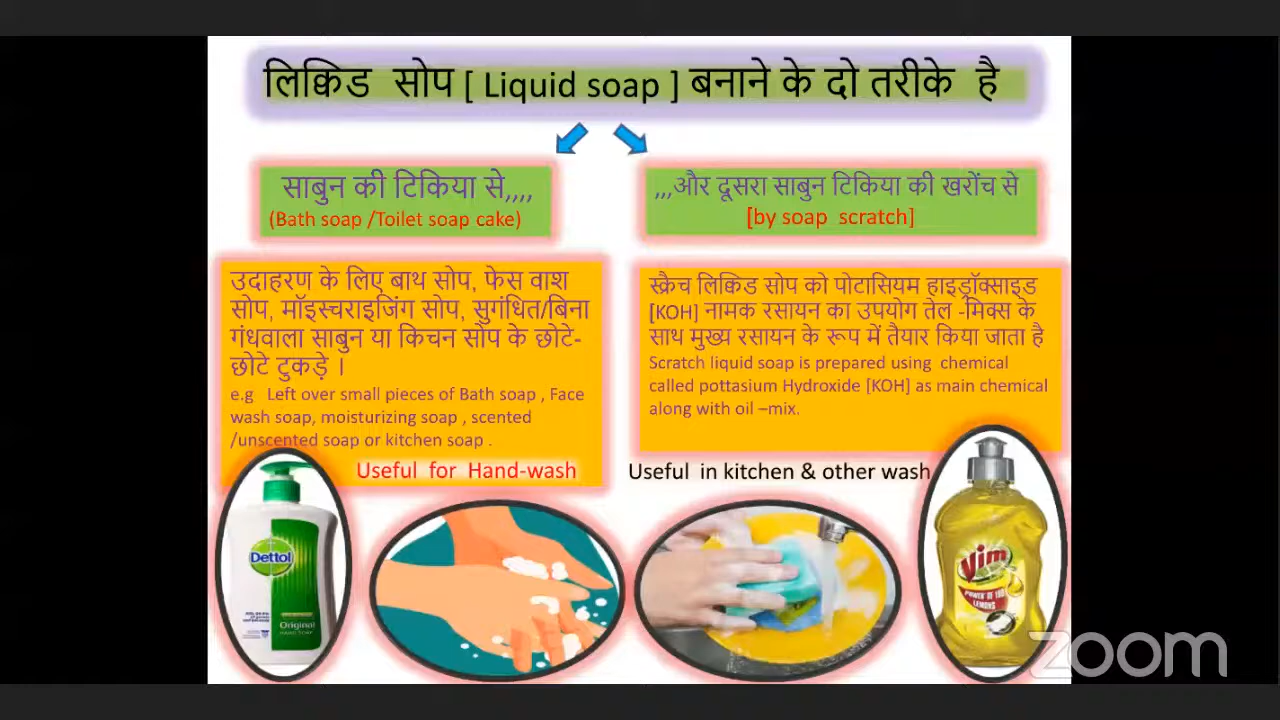 लिक्विड सोप [ Liquid soap ] बनाने के दो तरीके है
साबुन की टिकिया से,,,,
(Bath soap /Toilet soap cake)
,,,और दूसरा साबुन टिकिया की खरोंच से
[by soap scratch]
उदाहरण के लिए बाथ सोप, फेस वाश
सोप, मॉइस्चराइजिंग सोप, सुगंधित/बिना
गंधवाला साबुन या किचन सोप के छोटे-
छोटे टुकड़े ।
e.g Left over small pieces of Bath soap , Face
wash soap, moisturizing soap , scented
/unscented soap or kitchen soap .
Useful for Hand-wash
स्क्रैच लिक्विड सोप को पोटासियम हाइड्रॉक्साइड
[KOH] नामक रसायन का उपयोग तेल -मिक्स के
साथ मुख्य रसायन के रूप में तैयार किया जाता है
Scratch liquid soap is prepared using chemical
called pottasium Hydroxide [KOH] as main chemical
along with oil –mix.
Useful in kitchen & other wash
Dettol
Original
Vim
POWER OF 100
LEMONS
zoom